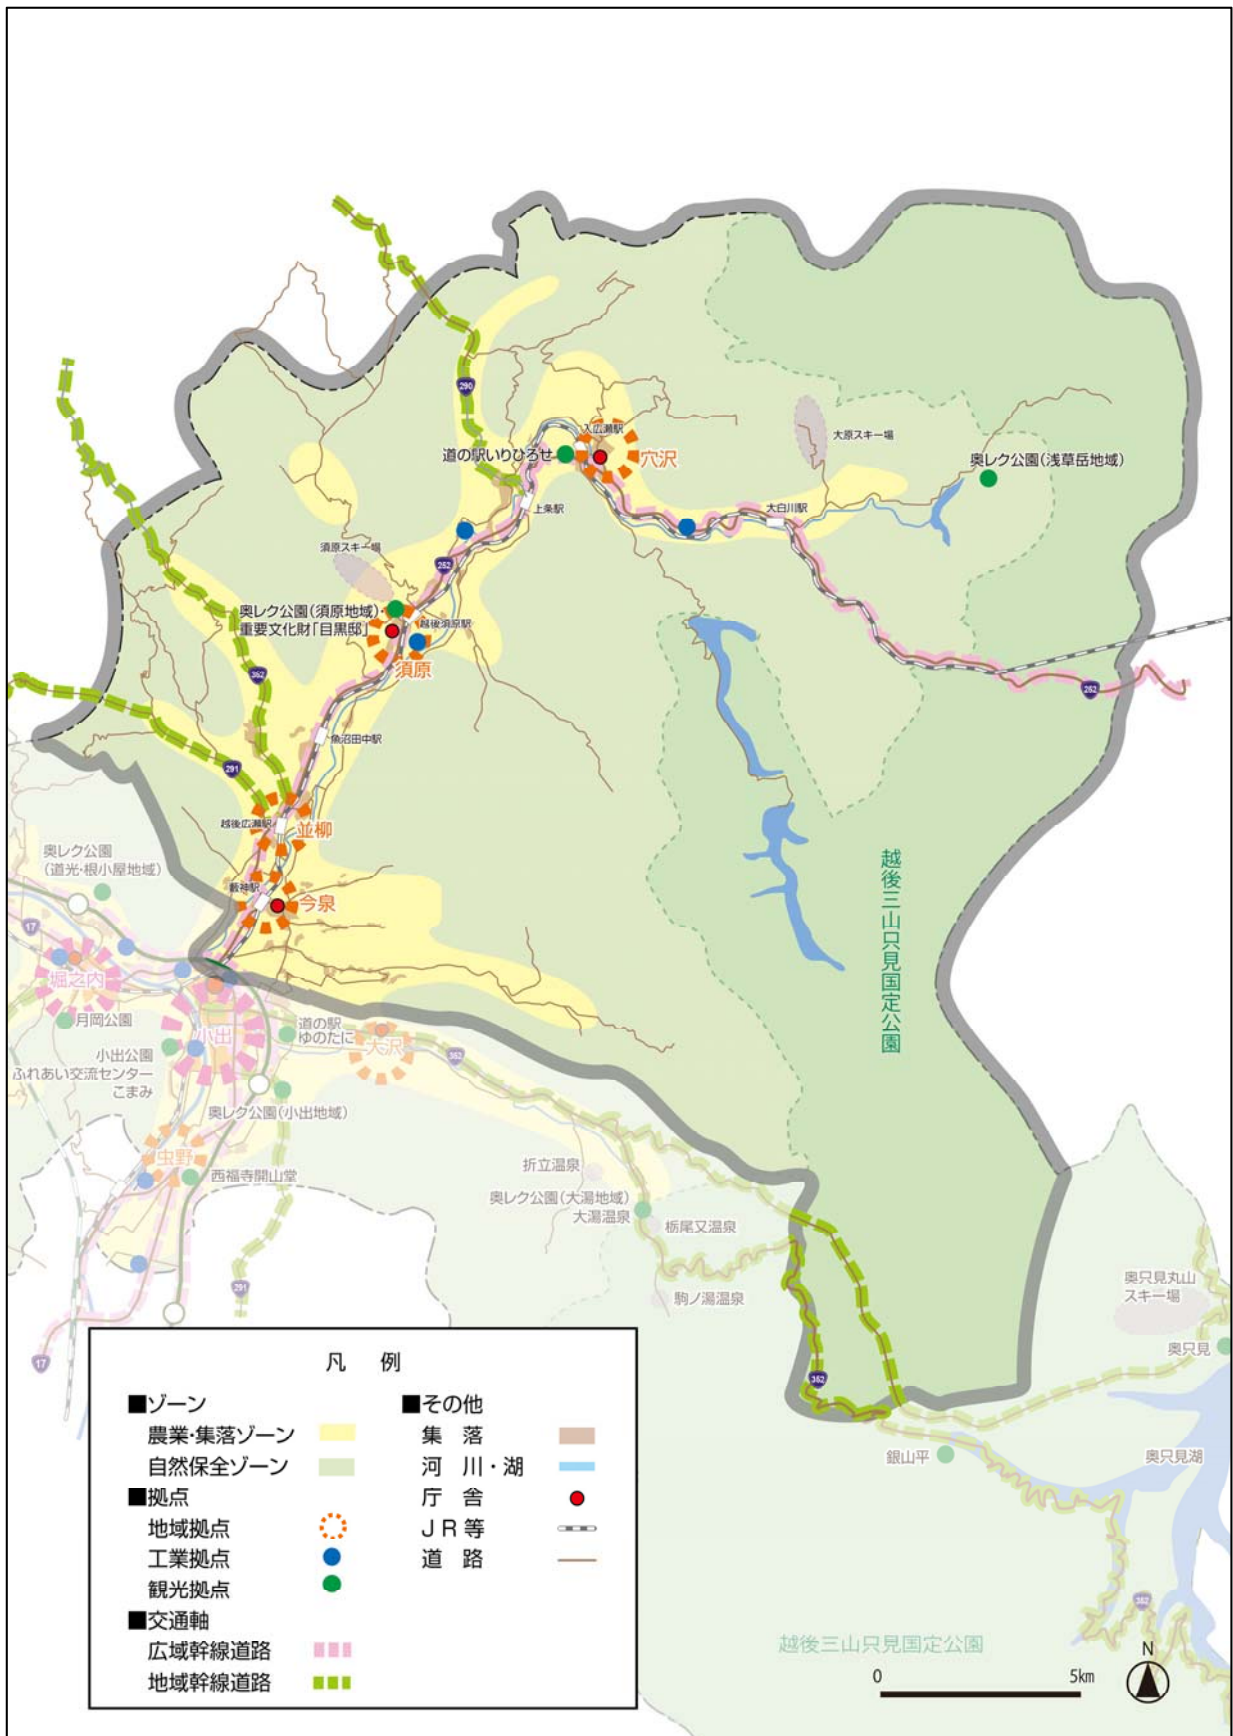 290
入広瀬駅
道の駅いりひろせ
穴沢
大原スキー場
奥レク公園(浅草岳地域)
上条駅
大白川駅
須原スキー場
252
奥レク公園(須原地域)・
重要文化財「目黒邸」
越後須原駅
須原
352
252
魚沼田中駅
291
越後広瀬駅
並柳
奥レク公園
(道光・根小屋地域)
藪神駅
今泉
越後三山只見国定公園
17
堀之内
月岡公園
小出
道の駅
ゆのたに
大沢
352
小出公園
ふれあい交流センター
こまみ
奥レク公園(小出地域)
虫野
西福寺開山堂
折立温泉
奥レク公園(大湯地域)
大湯温泉
栃尾又温泉
駒ノ湯温泉
291
奥只見丸山
スキー場
奥只見
17
352
銀山平
奥只見湖
352
越後三山只見国定公園
凡 例
■ゾーン
農業・集落ゾーン
自然保全ゾーン
■拠点
地域拠点
工業拠点
観光拠点
■交通軸
広域幹線道路
地域幹線道路
■その他
集 落
河 川・湖
庁 舎
JR等
道 路
0 5km
N